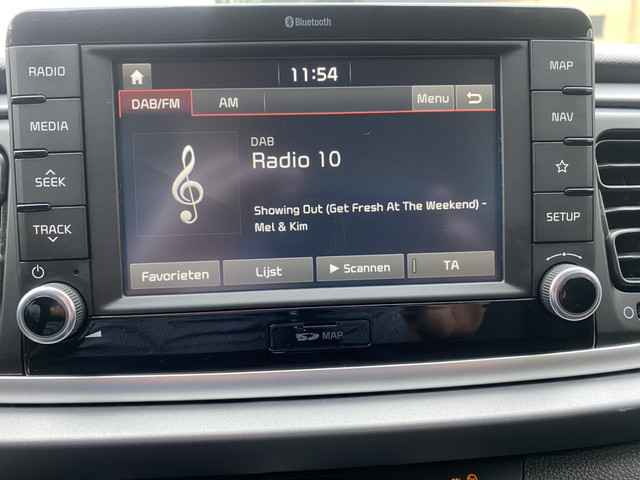 Bluetooth
RADIO
MEDIA
SEEK
TRACK
11:54
DAB/FM
AM
Menu
DAB
Radio 10
Showing Out (Get Fresh At The Weekend) -
Mel & Kim
Favorieten
Lijst
Scannen
TA
MAP
NAV
SETUP
SD MAP